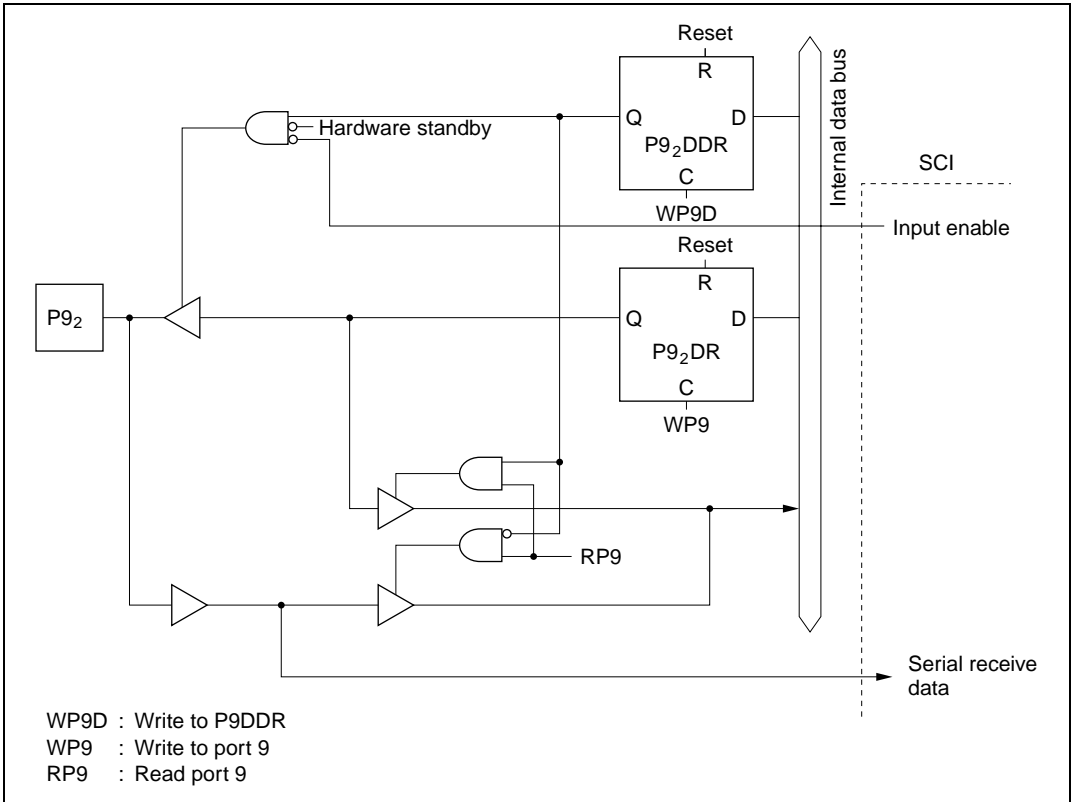 Reset
R
Q
D
P9₂DDR
C
WP9D
Hardware standby
Internal data bus
SCI
Input enable
Reset
R
Q
D
P9₂DR
C
WP9
P9₂
RP9
Serial receive
data
WP9D : Write to P9DDR
WP9 : Write to port 9
RP9 : Read port 9